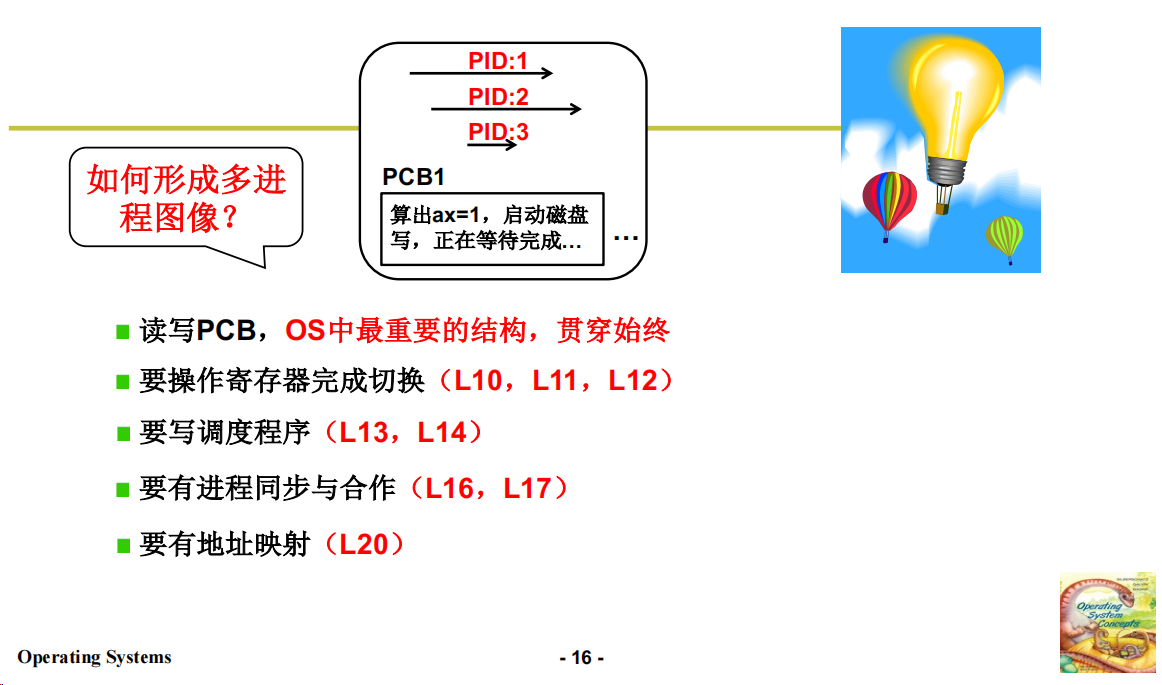 PID:1
PID:2
PID:3
如何形成多进
程图像？
PCB1
算出ax=1，启动磁盘
写，正在等待完成…
…
读写PCB，OS中最重要的结构，贯穿始终
要操作寄存器完成切换（L10，L11，L12）
要写调度程序（L13，L14）
要有进程同步与合作（L16，L17）
要有地址映射（L20）
Operating
System
Concepts
Operating Systems
- 16 -